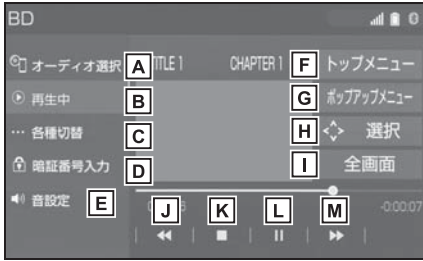 BD
オーディオ選択 A TITLE 1 CHAPTER 1 F トップメニュー
再生中 B G ポップアップメニュー
各種切替 C H 選択
暗証番号入力 D I 全画面
音設定 E J K L M -0:00:07